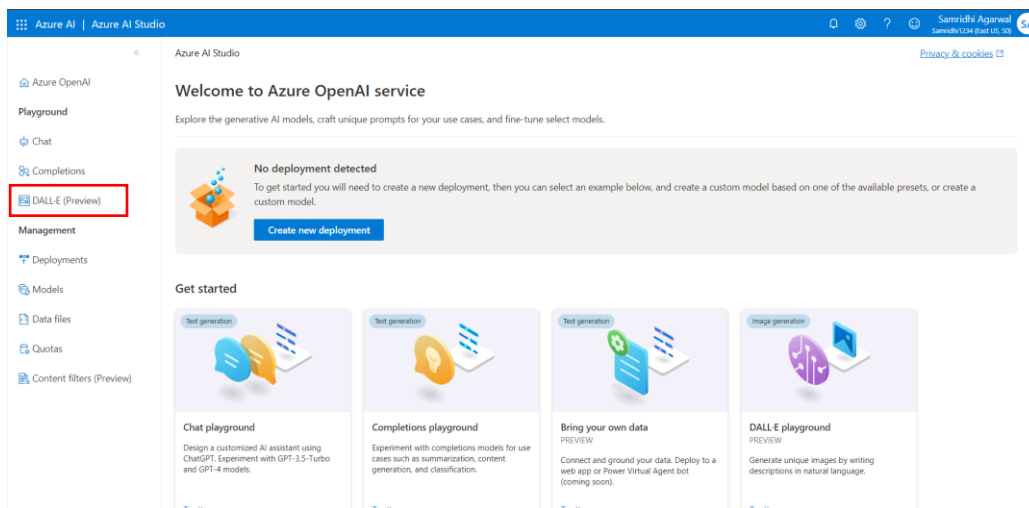 Azure AI | Azure AI Studio
Samridhi Agarwal
Samridhi1234 (East US, S0)
SA
Azure AI Studio
Privacy & cookies
Azure OpenAI
Playground
Chat
Completions
DALL·E (Preview)
Management
Deployments
Models
Data files
Quotas
Content filters (Preview)
Welcome to Azure OpenAI service
Explore the generative AI models, craft unique prompts for your use cases, and fine-tune select models.
No deployment detected
To get started you will need to create a new deployment, then you can select an example below, and create a custom model based on one of the available presets, or create a
custom model.
Create new deployment
Get started
Text generation
Chat playground
Design a customized AI assistant using
ChatGPT. Experiment with GPT-3.5-Turbo
and GPT-4 models.
Text generation
Completions playground
Experiment with completions models for use
cases such as summarization, content
generation, and classification.
Text generation
Bring your own data
PREVIEW
Connect and ground your data. Deploy to a
web app or Power Virtual Agent bot
(coming soon).
Image generation
DALL·E playground
PREVIEW
Generate unique images by writing
descriptions in natural language.